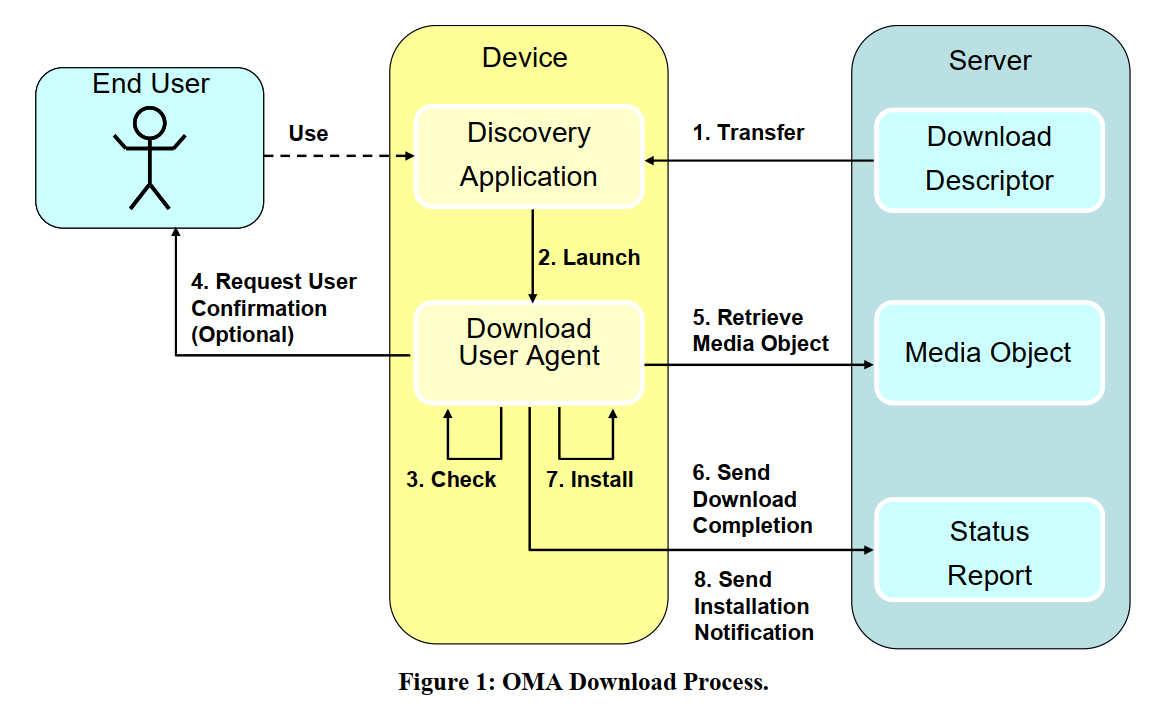 End User
Device
Server
Use
Discovery
Application
1. Transfer
Download
Descriptor
2. Launch
4. Request User
Confirmation
(Optional)
Download
User Agent
5. Retrieve
Media Object
Media Object
3. Check
7. Install
6. Send
Download
Completion
Status
Report
8. Send
Installation
Notification
Figure 1: OMA Download Process.